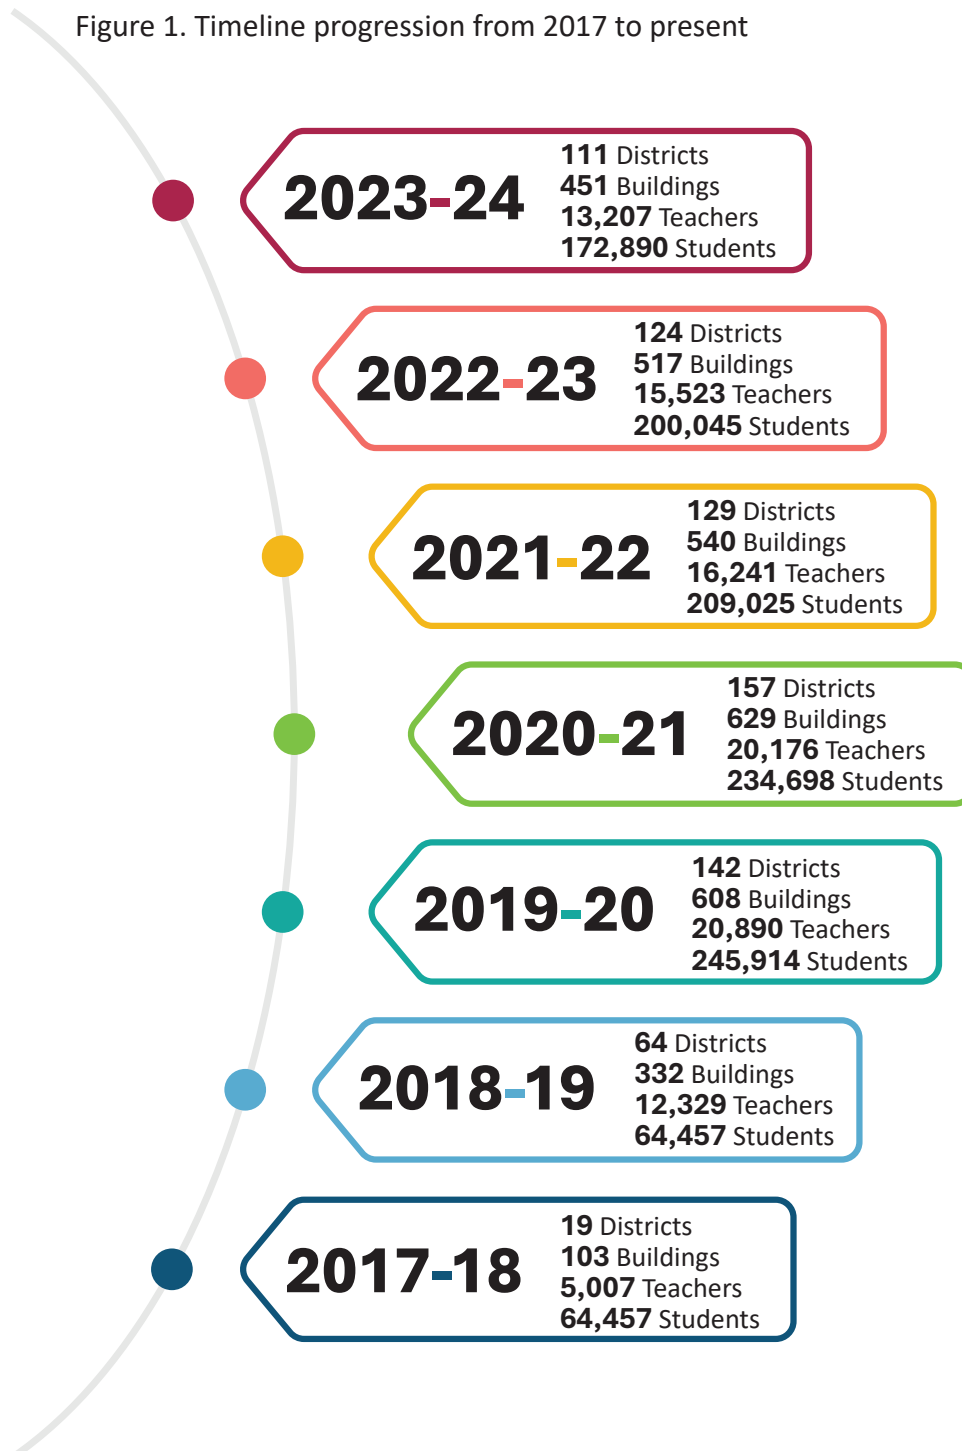 Figure 1. Timeline progression from 2017 to present
2023-24
111 Districts
451 Buildings
13,207 Teachers
172,890 Students
2022-23
124 Districts
517 Buildings
15,523 Teachers
200,045 Students
2021-22
129 Districts
540 Buildings
16,241 Teachers
209,025 Students
2020-21
157 Districts
629 Buildings
20,176 Teachers
234,698 Students
2019-20
142 Districts
608 Buildings
20,890 Teachers
245,914 Students
2018-19
64 Districts
332 Buildings
12,329 Teachers
64,457 Students
2017-18
19 Districts
103 Buildings
5,007 Teachers
64,457 Students